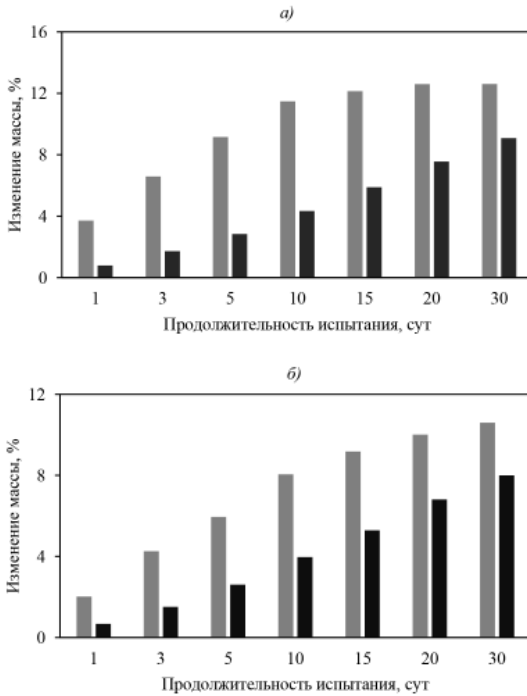 а)
16
12
8
4
0
Изменение массы, %
1 3 5 10 15 20 30
Продолжительность испытания, сут
б)
12
8
4
0
Изменение массы, %
1 3 5 10 15 20 30
Продолжительность испытания, сут